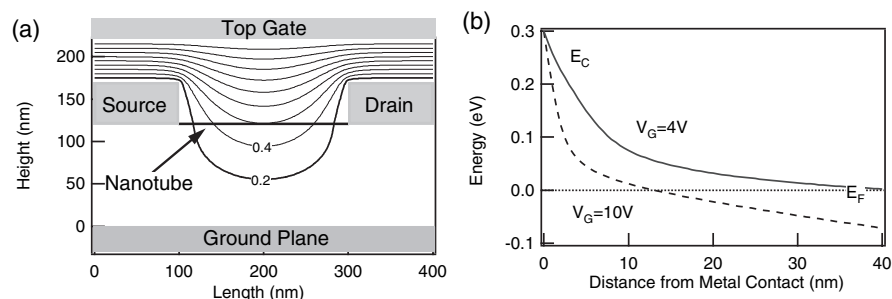 (a)
Top Gate
Height (nm)
200
150
100
50
0
Source
Drain
0.4
0.2
Nanotube
Ground Plane
0
100
200
300
400
Length (nm)
(b)
Energy (eV)
0.3
0.2
0.1
0.0
-0.1
E_C
V_G=4V
E_F
V_G=10V
0
10
20
30
40
Distance from Metal Contact (nm)